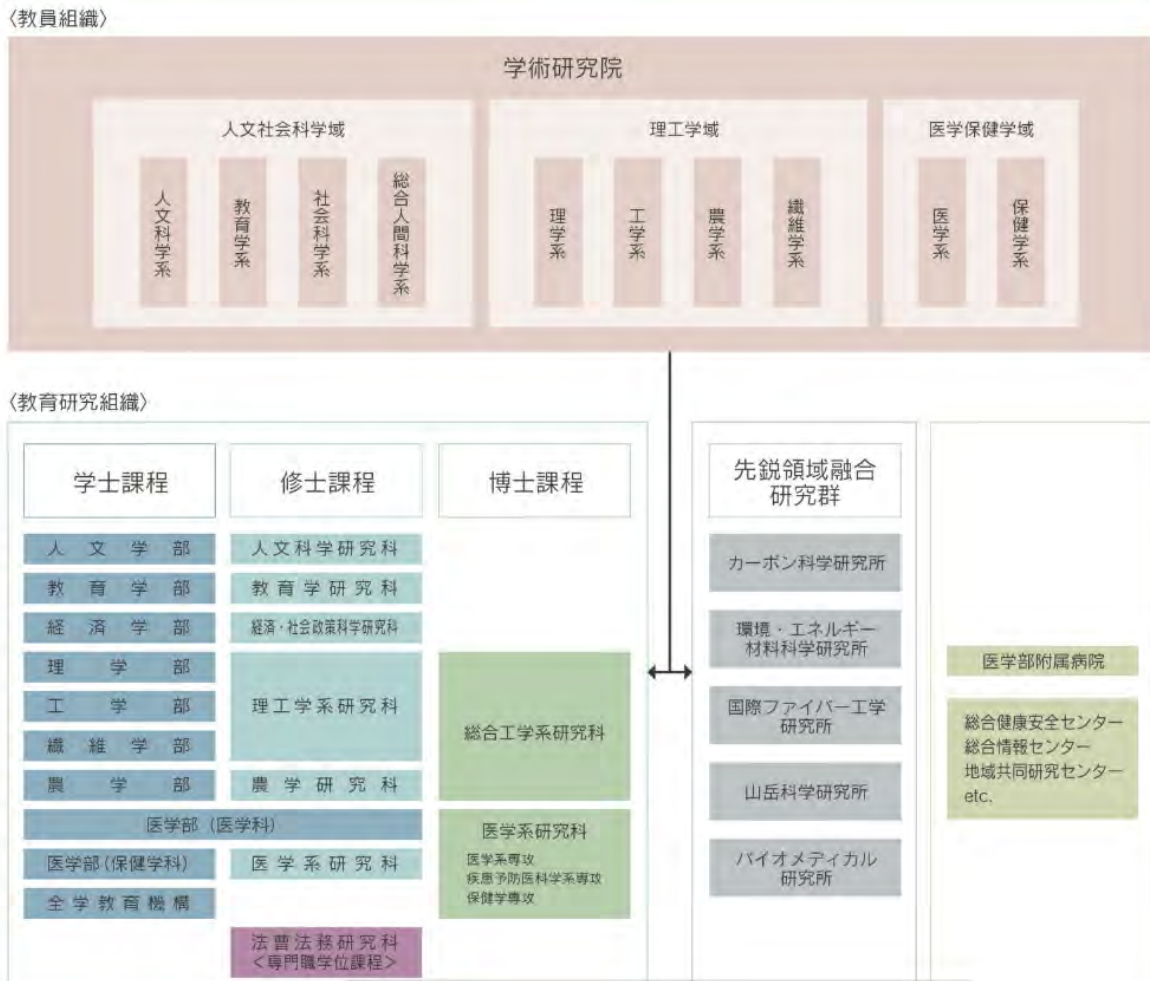 〈教員組織〉
学術研究院
人文社会科学域
人文科学系
教育学系
社会科学系
総合人間科学系
理工学域
理学系
工学系
農学系
繊維学系
医学保健学域
医学系
保健学系
〈教育研究組織〉
学士課程
人文学部
教育学部
経済学部
理学部
工学部
繊維学部
農学部
医学部（医学科）
医学部（保健学科）
全学教育機構
修士課程
人文科学研究科
教育学研究科
経済・社会政策科学研究科
理工学系研究科
農学研究科
医学系研究科
法曹法務研究科
＜専門職学位課程＞
博士課程
総合工学系研究科
医学系研究科
医学系専攻
疾患予防医科学系専攻
保健学専攻
先鋭領域融合
研究群
カーボン科学研究所
環境・エネルギー
材料科学研究所
国際ファイバー工学
研究所
山岳科学研究所
バイオメディカル
研究所
医学部附属病院
総合健康安全センター
総合情報センター
地域共同研究センター
etc.